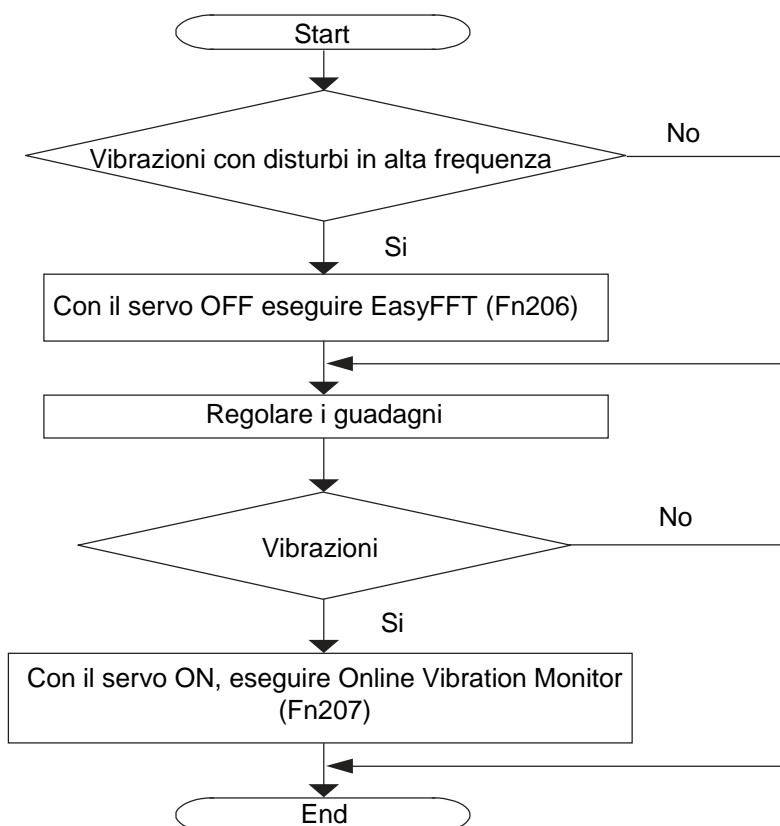 Start
Vibrazioni con disturbi in alta frequenza
No
Si
Con il servo OFF eseguire EasyFFT (Fn206)
Regolare i guadagni
Vibrazioni
No
Si
Con il servo ON, eseguire Online Vibration Monitor
(Fn207)
End